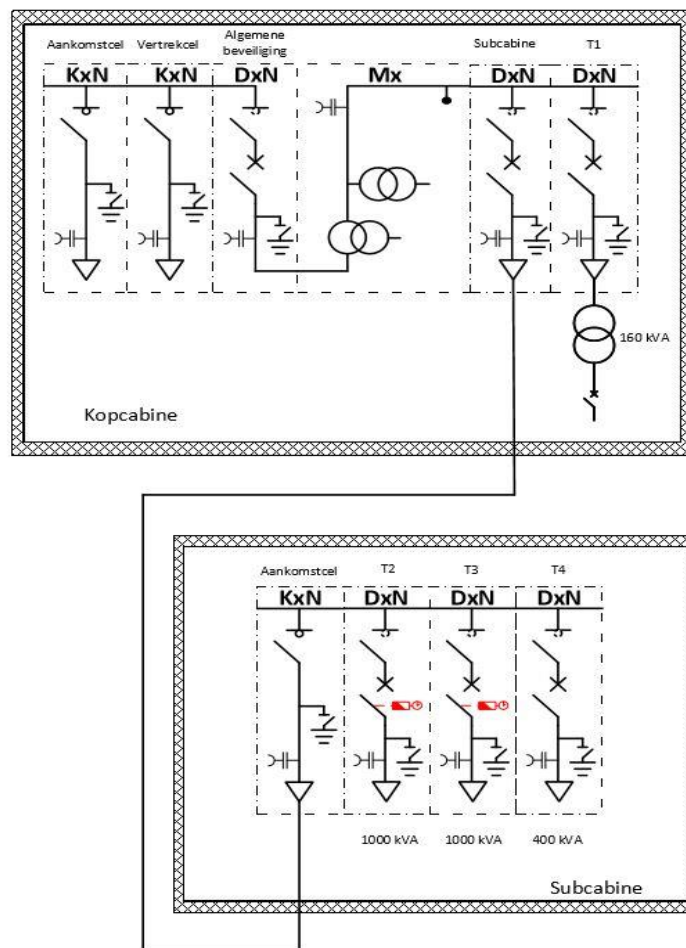 Aankomstcel Vertrekcel Algemene beveiliging Subcabine T1
KxN KxN DxN Mx DxN DxN
160 kVA
Kopcabine
Aankomstcel T2 T3 T4
KxN DxN DxN DxN
1000 kVA 1000 kVA 400 kVA
Subcabine